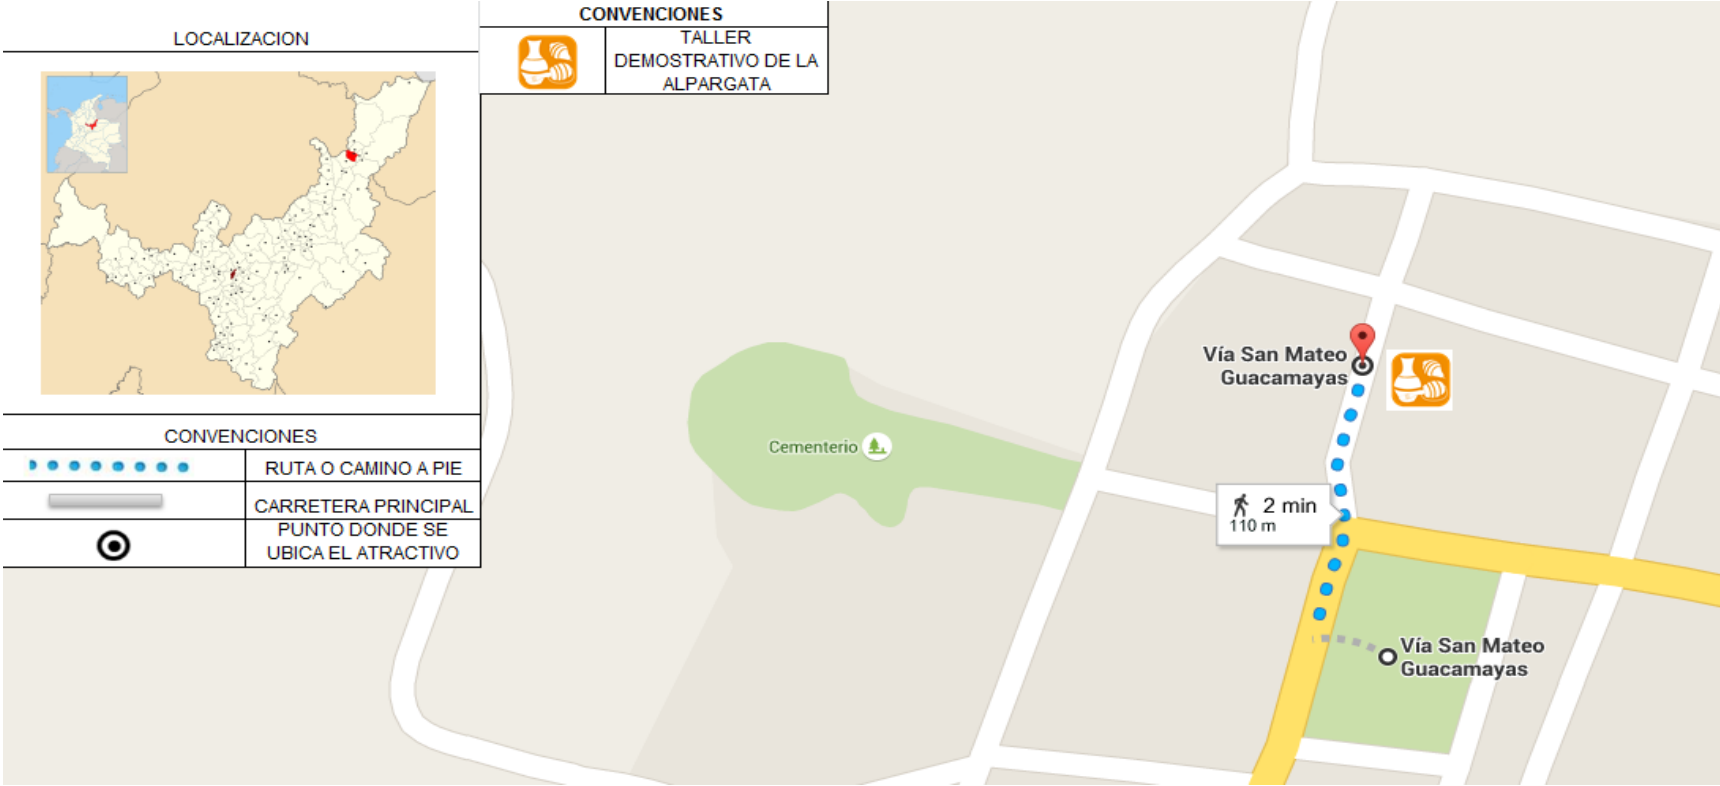 LOCALIZACION
CONVENCIONES
TALLER
DEMOSTRATIVO DE LA
ALPARGATA
CONVENCIONES
RUTA O CAMINO A PIE
CARRETERA PRINCIPAL
PUNTO DONDE SE
UBICA EL ATRACTIVO
Cementerio
Vía San Mateo
Guacamayas
2 min
110 m
Vía San Mateo
Guacamayas